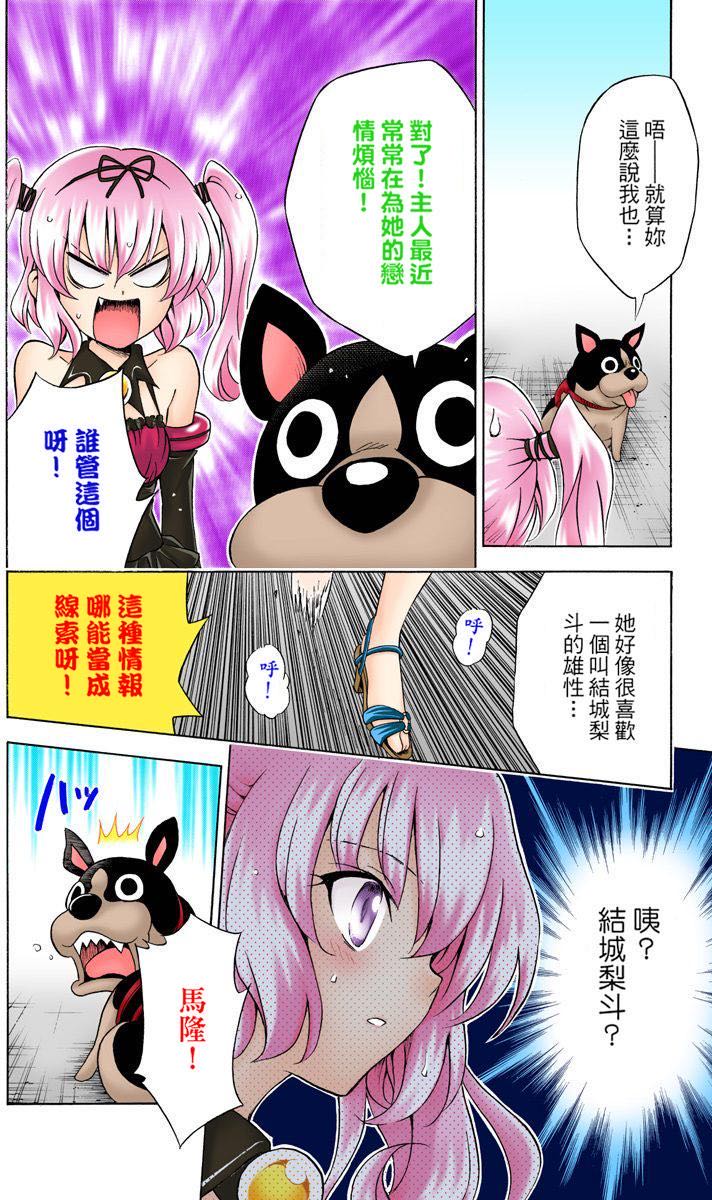 唔——就算妳
這麼說我也…
對了！主人最近
常常在為她的戀
情煩惱！
誰管這個
呀！
她好像很喜歡
一個叫結城梨
斗的雄性…
呼！
呼！
這種情報
哪能當成
線索呀！
咦？
結城梨斗？
馬隆！
ハッ